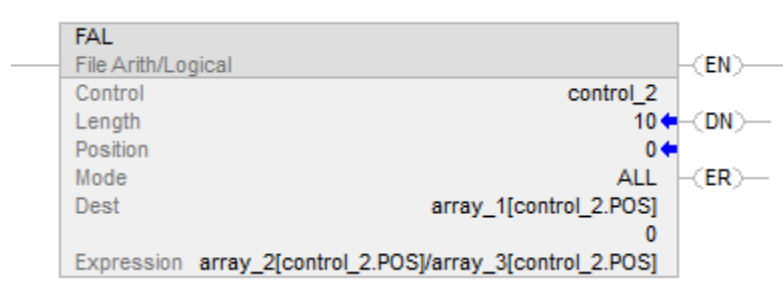 FAL
File Arith/Logical
EN
Control control_2
Length 10
DN
Position 0
Mode ALL
ER
Dest array_1[control_2.POS]
0
Expression array_2[control_2.POS]/array_3[control_2.POS]